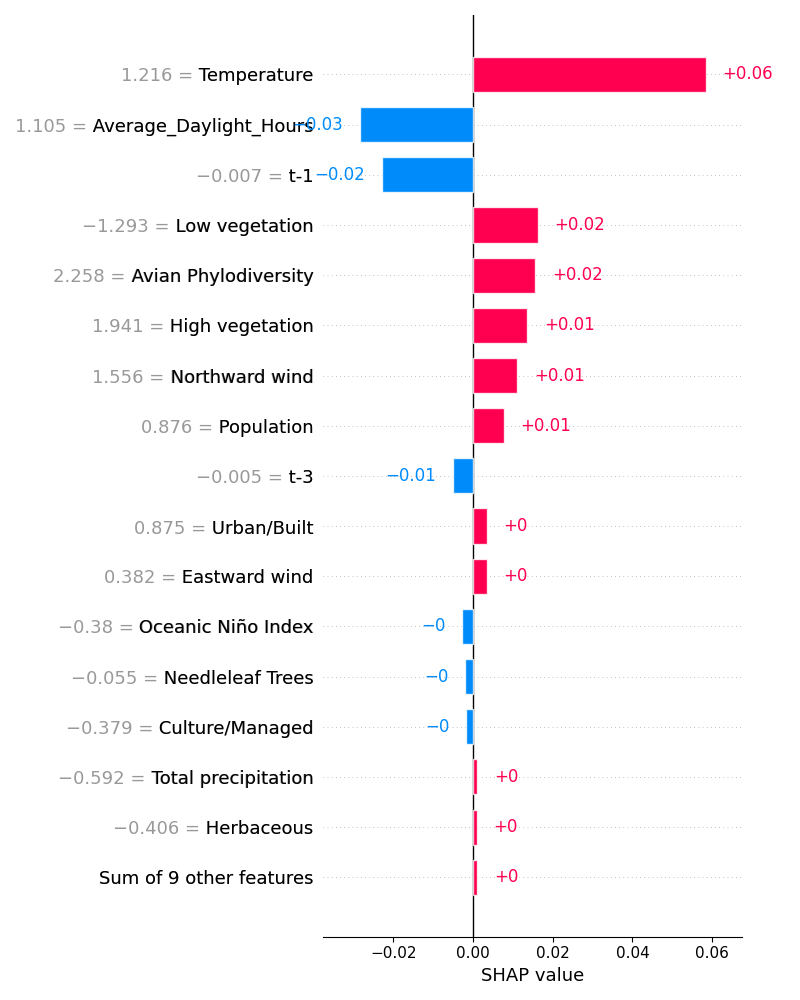 1.216 = Temperature +0.06
1.105 = Average_Daylight_Hours −0.03
−0.007 = t-1 −0.02
−1.293 = Low vegetation +0.02
2.258 = Avian Phylodiversity +0.02
1.941 = High vegetation +0.01
1.556 = Northward wind +0.01
0.876 = Population +0.01
−0.005 = t-3 −0.01
0.875 = Urban/Built +0
0.382 = Eastward wind +0
−0.38 = Oceanic Niño Index −0
−0.055 = Needleleaf Trees −0
−0.379 = Culture/Managed −0
−0.592 = Total precipitation +0
−0.406 = Herbaceous +0
Sum of 9 other features +0
−0.02 0.00 0.02 0.04 0.06
SHAP value